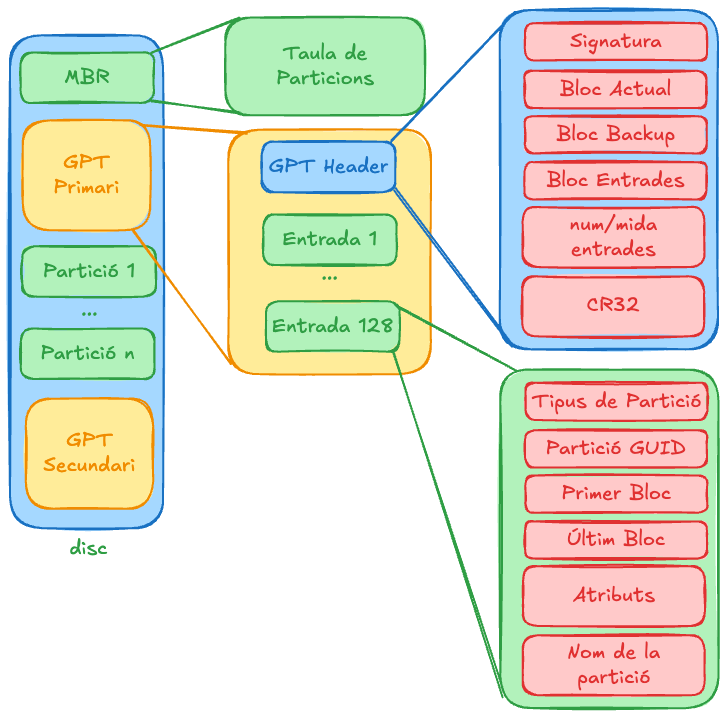 MBR
GPT
Primari
Partició 1
...
Partició n
GPT
Secundari
disc
Taula de
Particions
GPT Header
Entrada 1
...
Entrada 128
Signatura
Bloc Actual
Bloc Backup
Bloc Entrades
num/mida
entrades
CR32
Tipus de Partició
Partició GUID
Primer Bloc
Últim Bloc
Atributs
Nom de la
partició